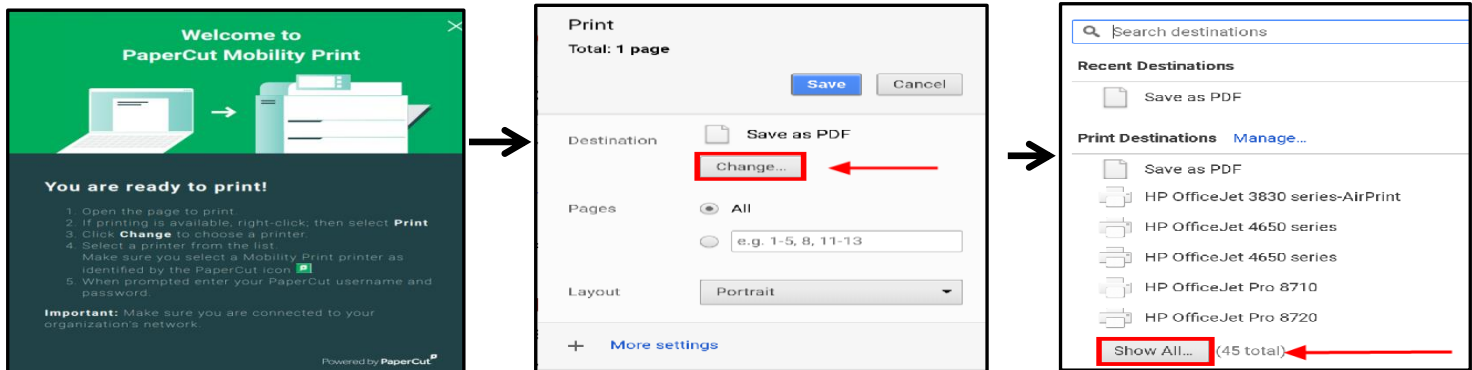 Welcome to
PaperCut Mobility Print
You are ready to print!
1. Open the page to print
2. If printing is available, right-click, then select Print
3. Click Change to choose a printer.
4. Select a printer from the list.
Make sure you select a Mobility Print printer as
identified by the PaperCut icon
5. When prompted enter your PaperCut username and
password.
Important: Make sure you are connected to your
organization's network.
Powered by PaperCut
Print
Total: 1 page
Save
Cancel
Destination
Save as PDF
Change...
Pages
All
e.g. 1-5, 8, 11-13
Layout
Portrait
+ More settings
Search destinations
Recent Destinations
Save as PDF
Print Destinations Manage...
Save as PDF
HP OfficeJet 3830 series-AirPrint
HP OfficeJet 4650 series
HP OfficeJet 4650 series
HP OfficeJet Pro 8710
HP OfficeJet Pro 8720
Show All... (45 total)